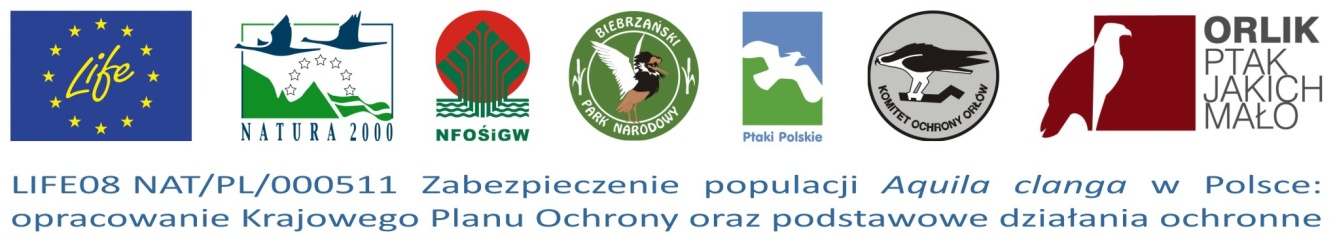 Life
NATURA 2000
NFOŚiGW
BIEBRZAŃSKI
PARK NARODOWY
Ptaki Polskie
KOMITET OCHRONY ORŁÓW
ORLIK
PTAK
JAKICH
MAŁO
LIFE08 NAT/PL/000511 Zabezpieczenie populacji Aquila clanga w Polsce:
opracowanie Krajowego Planu Ochrony oraz podstawowe działania ochronne